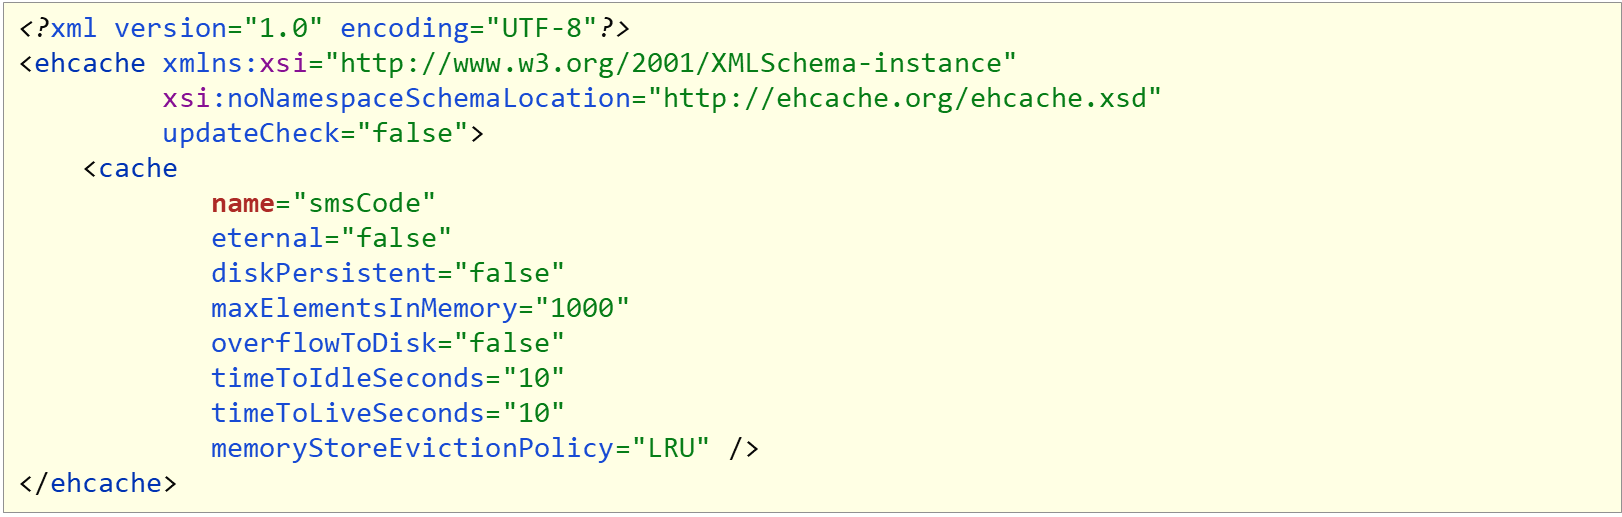 <?xml version="1.0" encoding="UTF-8"?>
<ehcache xmlns:xsi="http://www.w3.org/2001/XMLSchema-instance"
         xsi:noNamespaceSchemaLocation="http://ehcache.org/ehcache.xsd"
         updateCheck="false">
    <cache
            name="smsCode"
            eternal="false"
            diskPersistent="false"
            maxElementsInMemory="1000"
            overflowToDisk="false"
            timeToIdleSeconds="10"
            timeToLiveSeconds="10"
            memoryStoreEvictionPolicy="LRU" />
</ehcache>